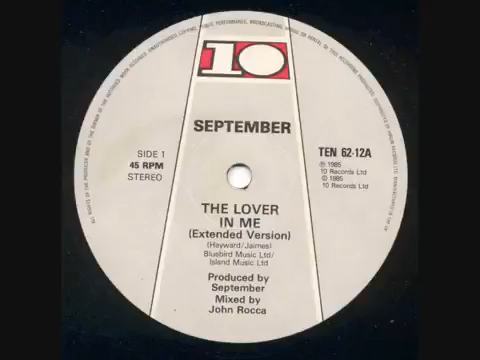 10
SEPTEMBER
SIDE 1
45 RPM
STEREO
TEN 62-12A
℗ 1985
10 Records Ltd
© 1985
10 Records Ltd
THE LOVER
IN ME
(Extended Version)
(Hayward/Jaimes)
Bluebird Music Ltd/
Island Music Ltd
Produced by
September
Mixed by
John Rocca